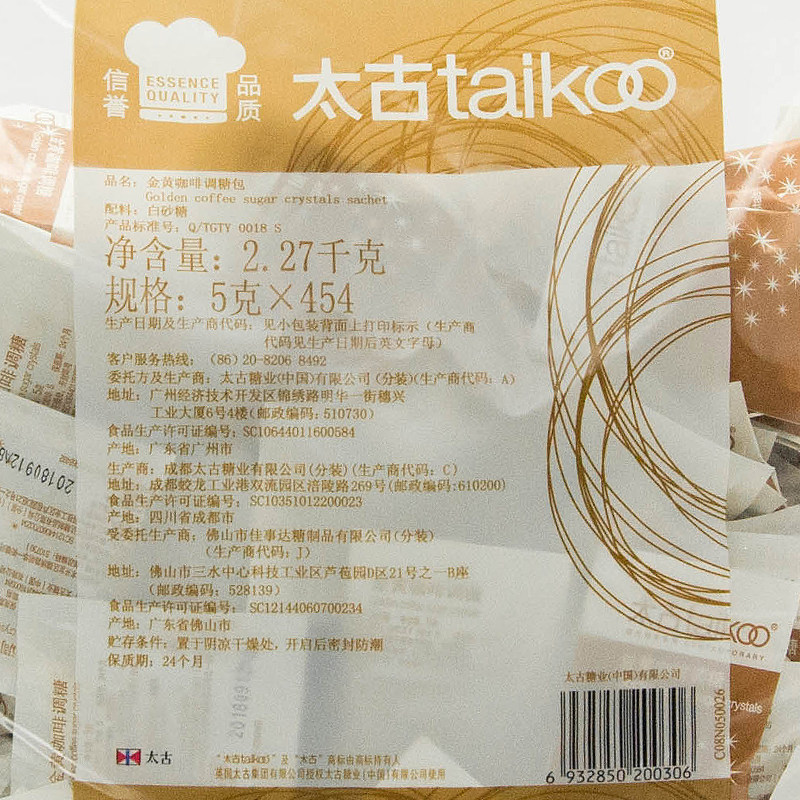 信誉
ESSENCE
QUALITY
品质
太古taikoo®
品名：金黄咖啡调糖包
Golden coffee sugar crystals sachet
配料：白砂糖
产品标准号：Q/TGTY 0018 S
净含量：2.27千克
规格：5克×454
生产日期及生产商代码：见小包装背面上打印标示（生产商
代码见生产日期后英文字母）
客户服务热线：（86）20-8206 8492
委托方及生产商：太古糖业(中国)有限公司(分装)(生产商代码：A)
地址：广州经济技术开发区锦绣路明华一街穗兴
工业大厦6号4楼(邮政编码：510730)
食品生产许可证编号：SC10644011600584
产地：广东省广州市
生产商：成都太古糖业有限公司(分装)(生产商代码：C)
地址：成都蛟龙工业港双流园区涪陵路269号(邮政编码:610200)
食品生产许可证编号：SC10351012200023
产地：四川省成都市
受委托生产商：佛山市佳事达糖制品有限公司(分装)
（生产商代码：J）
地址：佛山市三水中心科技工业区芦苞园D区21号之一B座
（邮政编码：528139）
食品生产许可证编号：SC12144060700234
产地：广东省佛山市
贮存条件：置于阴凉干燥处，开启后密封防潮
保质期：24个月
太古糖业(中国)有限公司
C08N050026
6 932850 200306
太古
“太古taikoo”及“太古”商标由商标持有人
英国太古集团有限公司授权太古糖业(中国)有限公司使用
20180912
201809